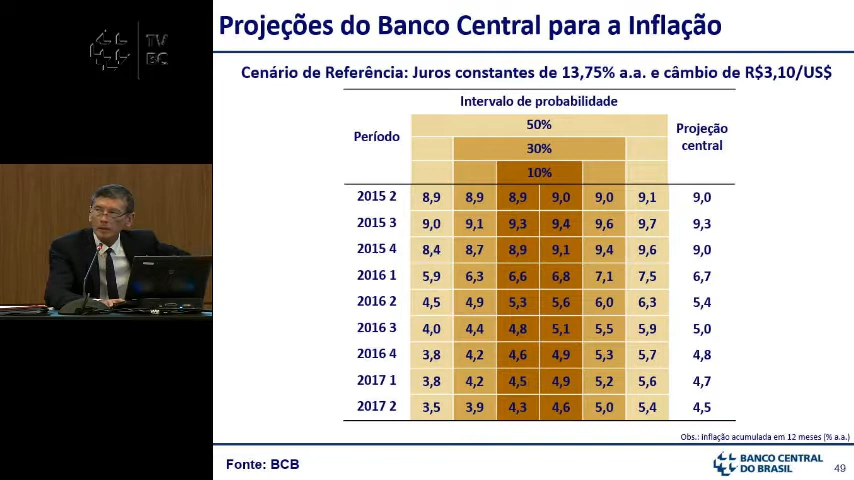 TV
BC
Projeções do Banco Central para a Inflação
Cenário de Referência: Juros constantes de 13,75% a.a. e câmbio de R$3,10/US$
Intervalo de probabilidade
Período
50%
Projeção
central
30%
10%
2015 2 8,9 8,9 8,9 9,0 9,0 9,1 9,0
2015 3 9,0 9,1 9,3 9,4 9,6 9,7 9,3
2015 4 8,4 8,7 8,9 9,1 9,4 9,6 9,0
2016 1 5,9 6,3 6,6 6,8 7,1 7,5 6,7
2016 2 4,5 4,9 5,3 5,6 6,0 6,3 5,4
2016 3 4,0 4,4 4,8 5,1 5,5 5,9 5,0
2016 4 3,8 4,2 4,6 4,9 5,3 5,7 4,8
2017 1 3,8 4,2 4,5 4,9 5,2 5,6 4,7
2017 2 3,5 3,9 4,3 4,6 5,0 5,4 4,5
Obs.: Inflação acumulada em 12 meses (% a.a.)
Fonte: BCB
BANCO CENTRAL
DO BRASIL
49